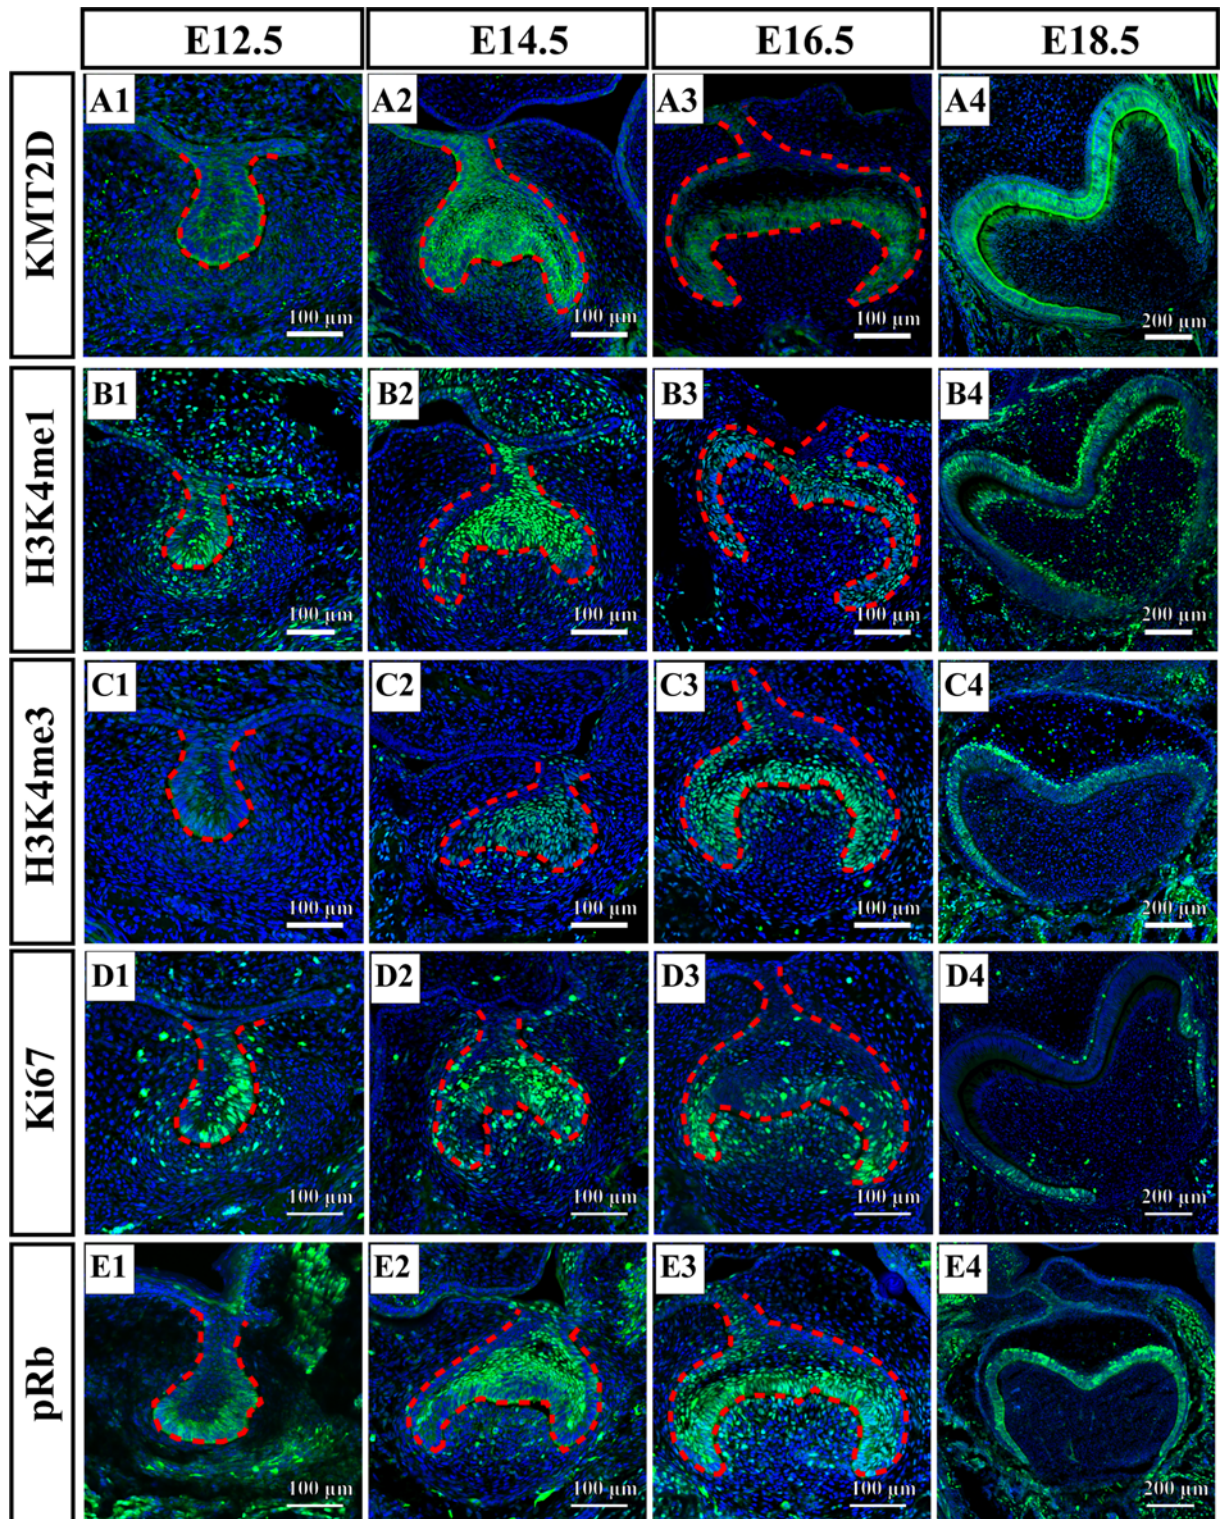 E12.5 E14.5 E16.5 E18.5
KMT2D
A1 A2 A3 A4
100 µm 100 µm 100 µm 200 µm
H3K4me1
B1 B2 B3 B4
100 µm 100 µm 100 µm 200 µm
H3K4me3
C1 C2 C3 C4
100 µm 100 µm 100 µm 200 µm
Ki67
D1 D2 D3 D4
100 µm 100 µm 100 µm 200 µm
pRb
E1 E2 E3 E4
100 µm 100 µm 100 µm 200 µm